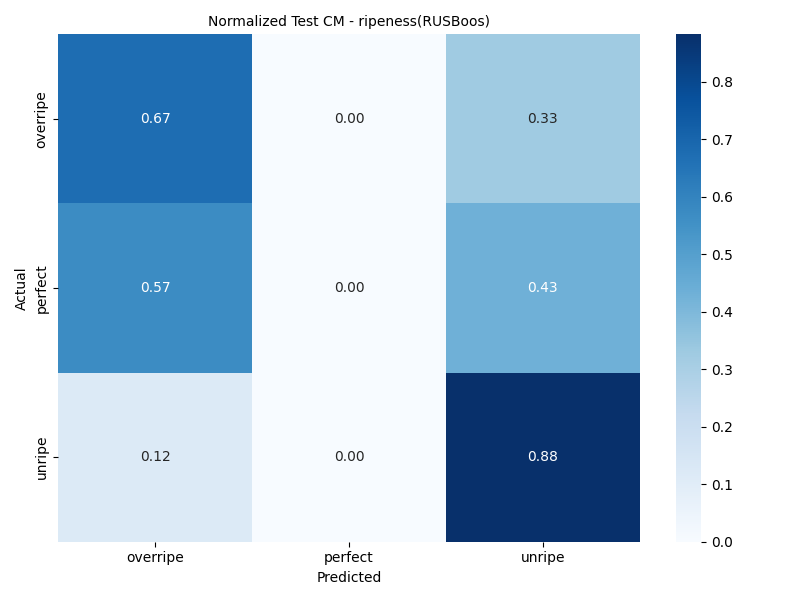 Normalized Test CM - ripeness(RUSBoos)
overripe
perfect
unripe
Actual
0.67 0.00 0.33
0.57 0.00 0.43
0.12 0.00 0.88
overripe perfect unripe
Predicted
0.8
0.7
0.6
0.5
0.4
0.3
0.2
0.1
0.0